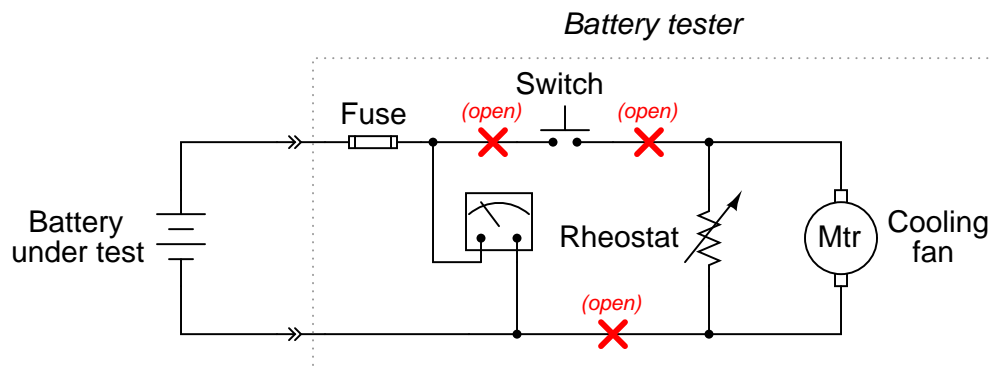 Battery tester
Switch
Fuse
(open)
(open)
Battery
under test
Rheostat
Mtr
Cooling
fan
(open)